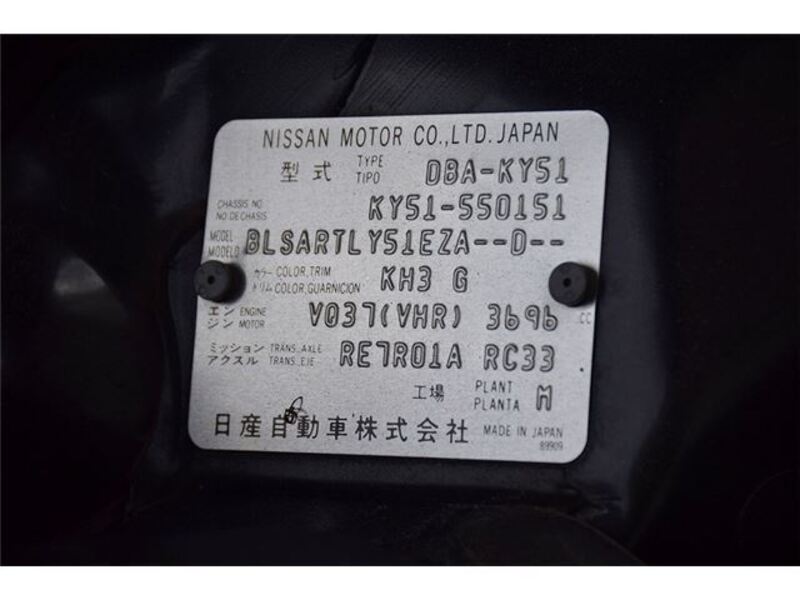 NISSAN MOTOR CO.,LTD. JAPAN
型式 TYPE TIPO DBA-KY51
CHASSIS NO. NO DE CHASIS KY51-550151
MODEL MODELO BLSARTLY51EZA--D--
カラー COLOR,TRIM トリム COLOR,GUARNICION KH3 G
エンジン ENGINE MOTOR VQ37(VHR) 3696 CC
ミッション TRANS.,AXLE アクスル TRANS.,EJE RE7R01A RC33
工場 PLANT PLANTA M
日産自動車株式会社 MADE IN JAPAN
89909